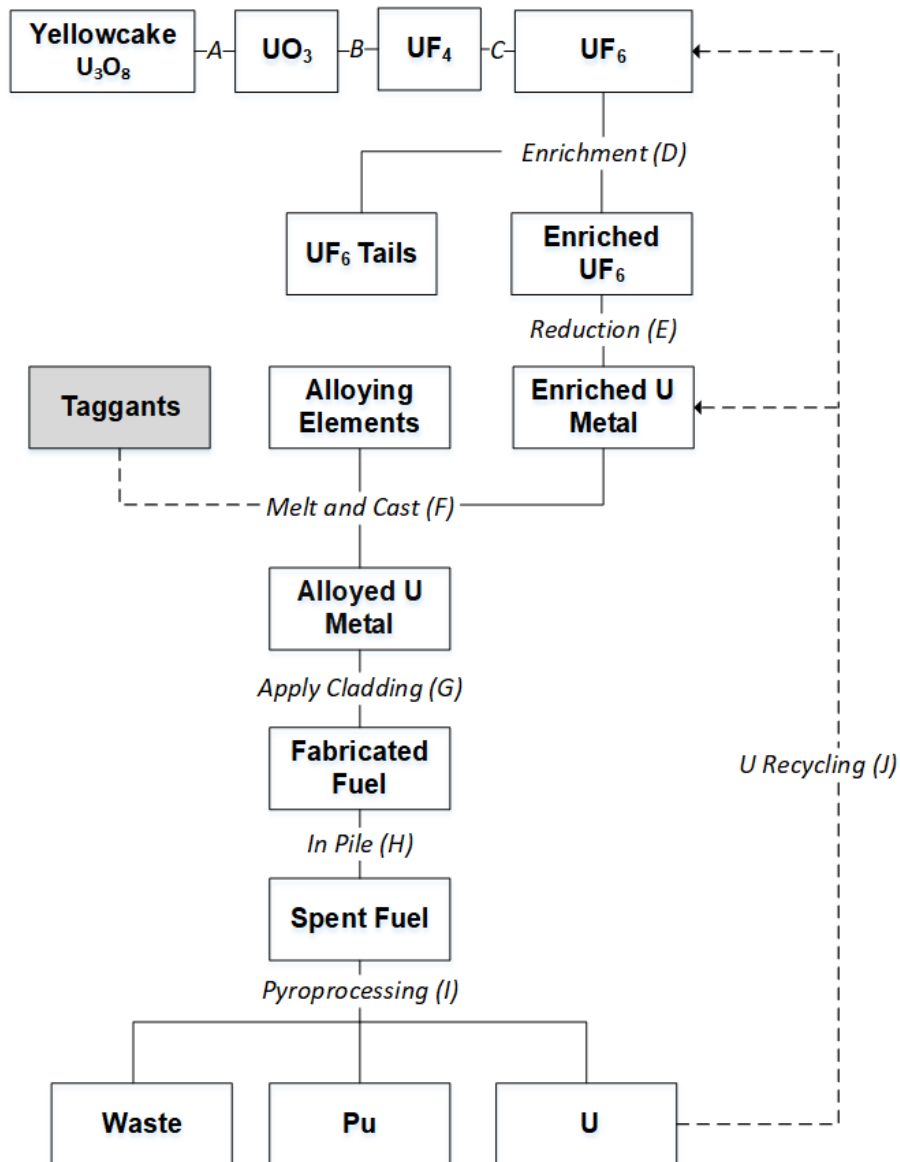 Yellowcake
U₃O₈
A
UO₃
B
UF₄
C
UF₆
Enrichment (D)
UF₆ Tails
Enriched
UF₆
Reduction (E)
Taggants
Alloying
Elements
Enriched U
Metal
Melt and Cast (F)
Alloyed U
Metal
Apply Cladding (G)
Fabricated
Fuel
U Recycling (J)
In Pile (H)
Spent Fuel
Pyroprocessing (I)
Waste
Pu
U